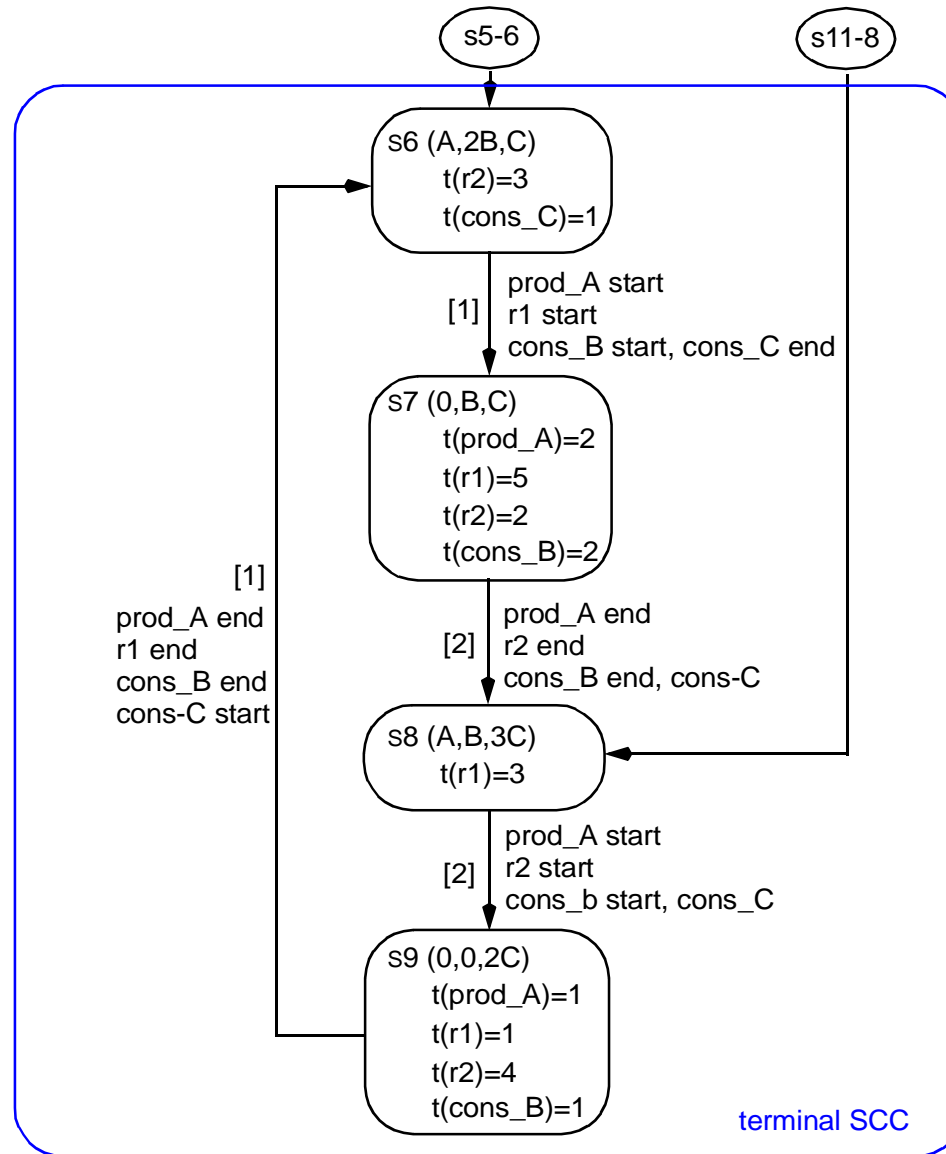 s5-6
s11-8
s6 (A,2B,C)
t(r2)=3
t(cons_C)=1
[1]
prod_A start
r1 start
cons_B start, cons_C end
s7 (0,B,C)
t(prod_A)=2
t(r1)=5
t(r2)=2
t(cons_B)=2
[1]
prod_A end
r1 end
cons_B end
cons-C start
[2]
prod_A end
r2 end
cons_B end, cons-C
s8 (A,B,3C)
t(r1)=3
[2]
prod_A start
r2 start
cons_b start, cons_C
s9 (0,0,2C)
t(prod_A)=1
t(r1)=1
t(r2)=4
t(cons_B)=1
terminal SCC